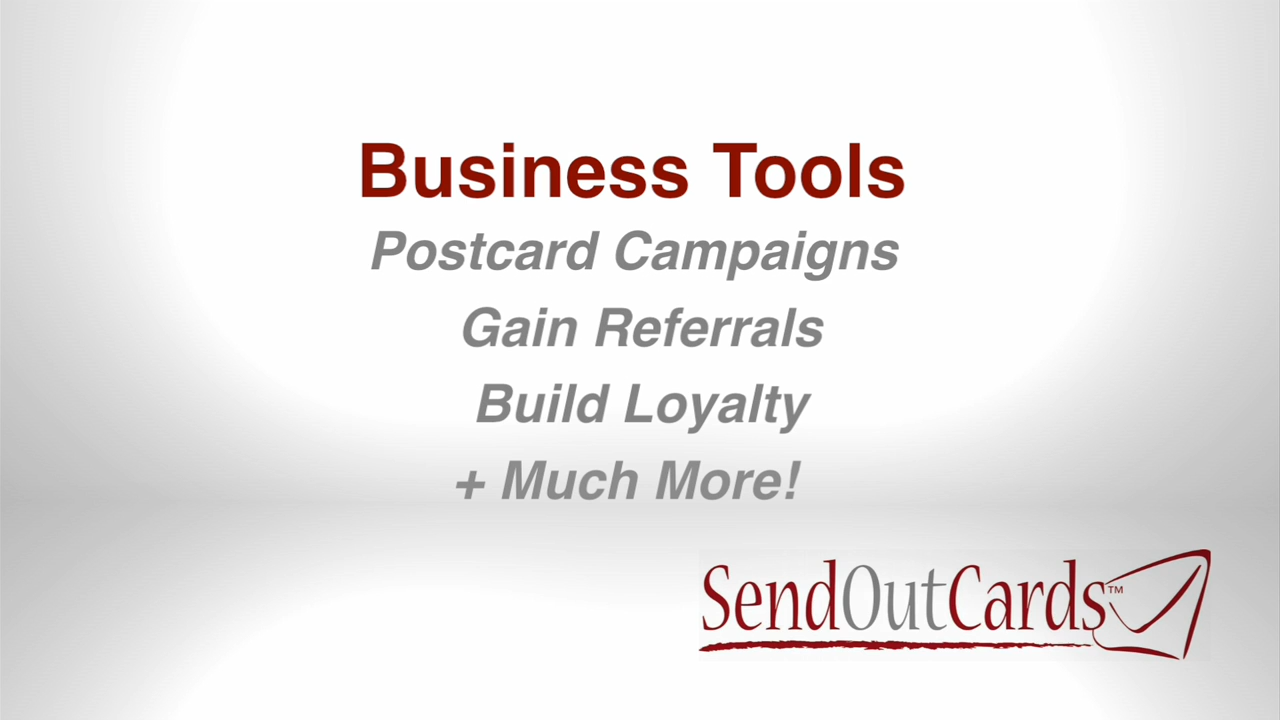 Business Tools
Postcard Campaigns
Gain Referrals
Build Loyalty
+ Much More!
SendOutCards™